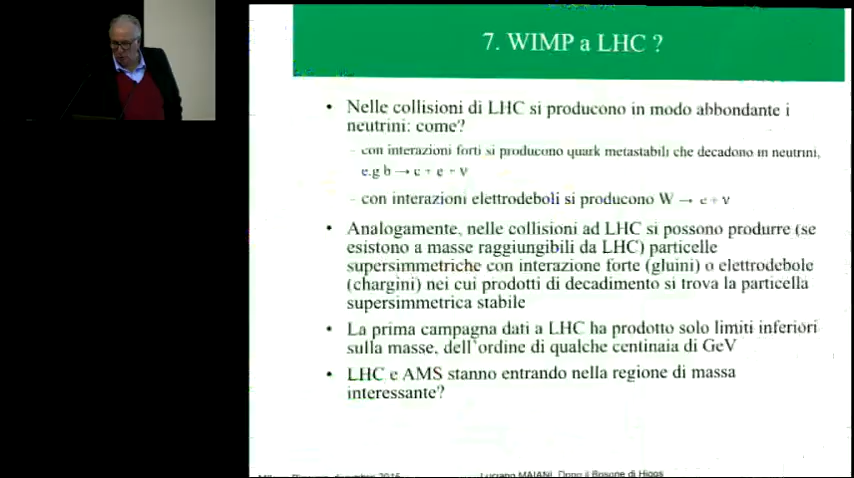 7. WIMP a LHC ?
• Nelle collisioni di LHC si producono in modo abbondante i
neutrini: come?
- con interazioni forti si producono quark metastabili che decadono in neutrini,
e.g b → c + e + ν
- con interazioni elettrodeboli si producono W → e + ν
• Analogamente, nelle collisioni ad LHC si possono produrre (se
esistono a masse raggiungibili da LHC) particelle
supersimmetriche con interazione forte (gluini) o elettrodebole
(chargini) nei cui prodotti di decadimento si trova la particella
supersimmetrica stabile
• La prima campagna dati a LHC ha prodotto solo limiti inferiori
sulla masse, dell'ordine di qualche centinaia di GeV
• LHC e AMS stanno entrando nella regione di massa
interessante?
2015
Luciano MAIANI. Dopo il Bosone di Higgs